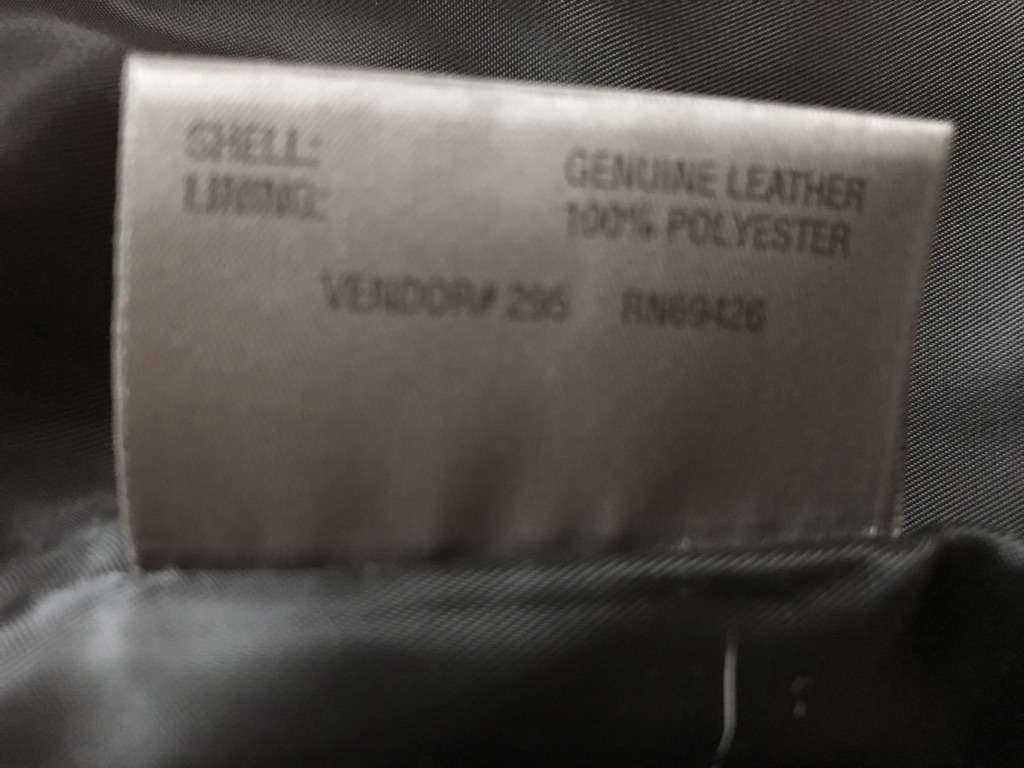 SHELL: GENUINE LEATHER
LINING: 100% POLYESTER
VENDOR# 295 RN69426